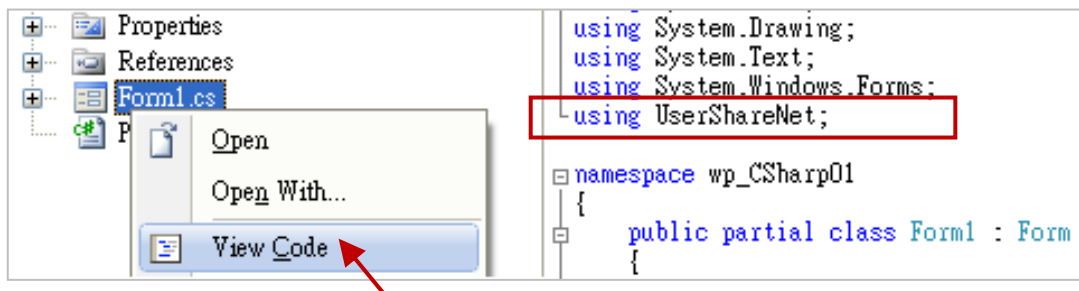 Properties
References
Form1.cs
P
Open
Open With...
View Code
using System.Drawing;
using System.Text;
using System.Windows.Forms;
using UserShareNet;
namespace wp_CSharp01
{
public partial class Form1 : Form
{